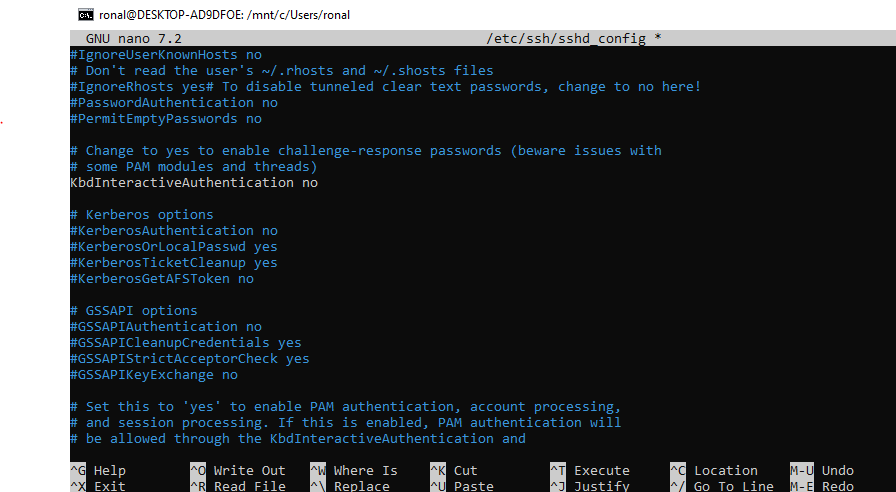 ronal@DESKTOP-AD9DFOE: /mnt/c/Users/ronal
GNU nano 7.2 /etc/ssh/sshd_config *
#IgnoreUserKnownHosts no
# Don't read the user's ~/.rhosts and ~/.shosts files
#IgnoreRhosts yes# To disable tunneled clear text passwords, change to no here!
#PasswordAuthentication no
#PermitEmptyPasswords no
# Change to yes to enable challenge-response passwords (beware issues with
# some PAM modules and threads)
KbdInteractiveAuthentication no
# Kerberos options
#KerberosAuthentication no
#KerberosOrLocalPasswd yes
#KerberosTicketCleanup yes
#KerberosGetAFSToken no
# GSSAPI options
#GSSAPIAuthentication no
#GSSAPICleanupCredentials yes
#GSSAPIStrictAcceptorCheck yes
#GSSAPIKeyExchange no
# Set this to 'yes' to enable PAM authentication, account processing,
# and session processing. If this is enabled, PAM authentication will
# be allowed through the KbdInteractiveAuthentication and
^G Help ^O Write Out ^W Where Is ^K Cut ^T Execute ^C Location M-U Undo
^X Exit ^R Read File ^\ Replace ^U Paste ^J Justify ^/ Go To Line M-E Redo